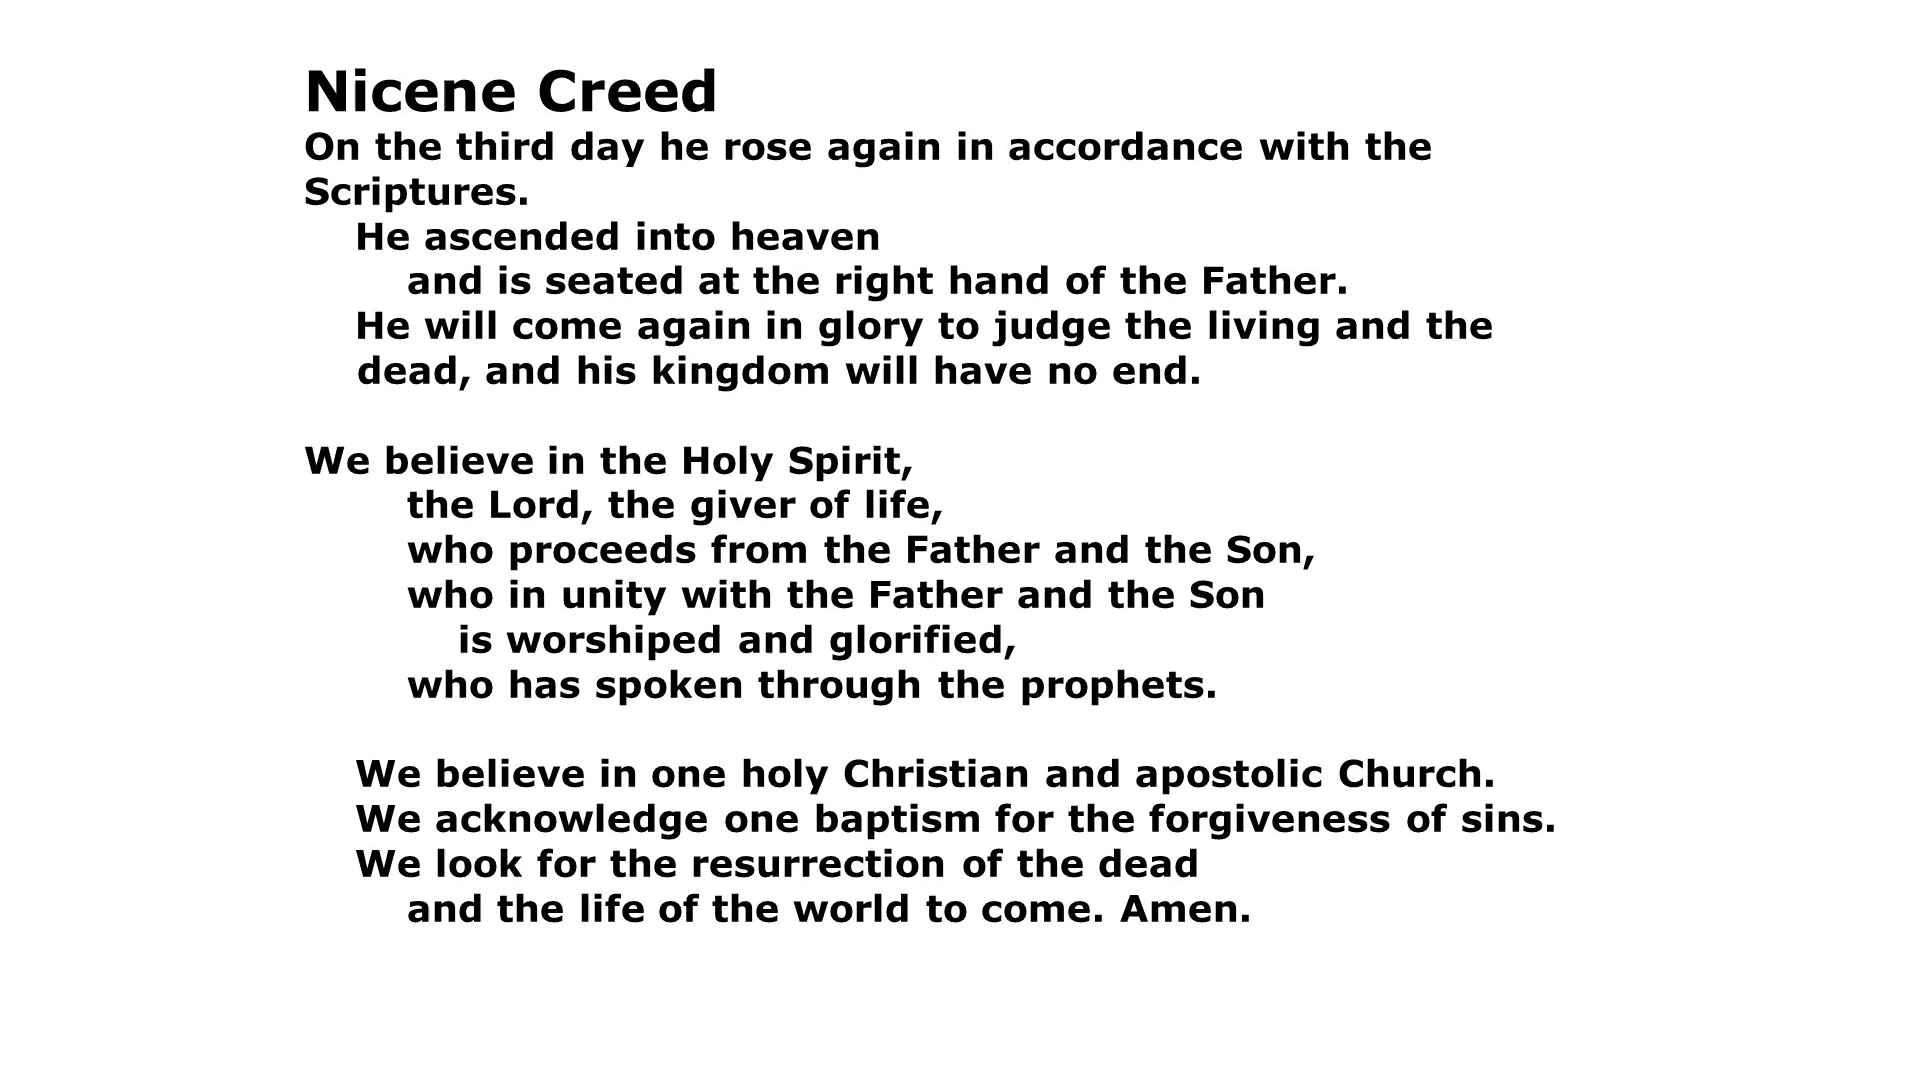 Nicene Creed
On the third day he rose again in accordance with the
Scriptures.
He ascended into heaven
and is seated at the right hand of the Father.
He will come again in glory to judge the living and the
dead, and his kingdom will have no end.
We believe in the Holy Spirit,
the Lord, the giver of life,
who proceeds from the Father and the Son,
who in unity with the Father and the Son
is worshiped and glorified,
who has spoken through the prophets.
We believe in one holy Christian and apostolic Church.
We acknowledge one baptism for the forgiveness of sins.
We look for the resurrection of the dead
and the life of the world to come. Amen.